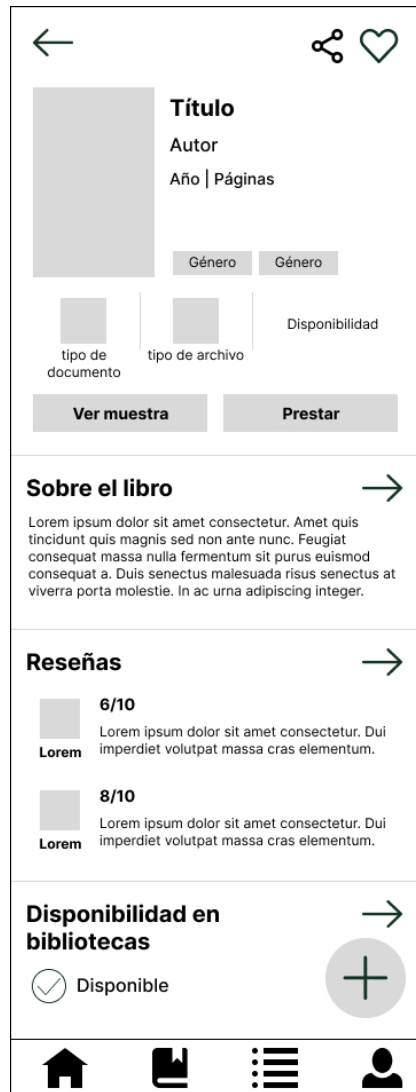 Título
Autor
Año | Páginas
Género Género
tipo de
documento
tipo de archivo
Disponibilidad
Ver muestra Prestar
Sobre el libro
Lorem ipsum dolor sit amet consectetur. Amet quis
tincidunt quis magnis sed non ante nunc. Feugiat
consequat massa nulla fermentum sit purus euismod
consequat a. Duis senectus malesuada risus senectus at
viverra porta molestie. In ac urna adipiscing integer.
Reseñas
6/10
Lorem ipsum dolor sit amet consectetur. Dui
imperdiet volutpat massa cras elementum.
Lorem
8/10
Lorem ipsum dolor sit amet consectetur. Dui
imperdiet volutpat massa cras elementum.
Lorem
Disponibilidad en
bibliotecas
Disponible